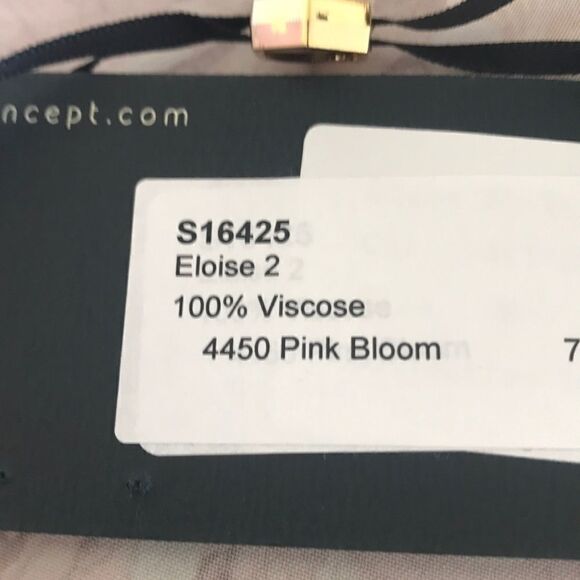 ncept.com
S16425
Eloise 2
100% Viscose
4450 Pink Bloom 7